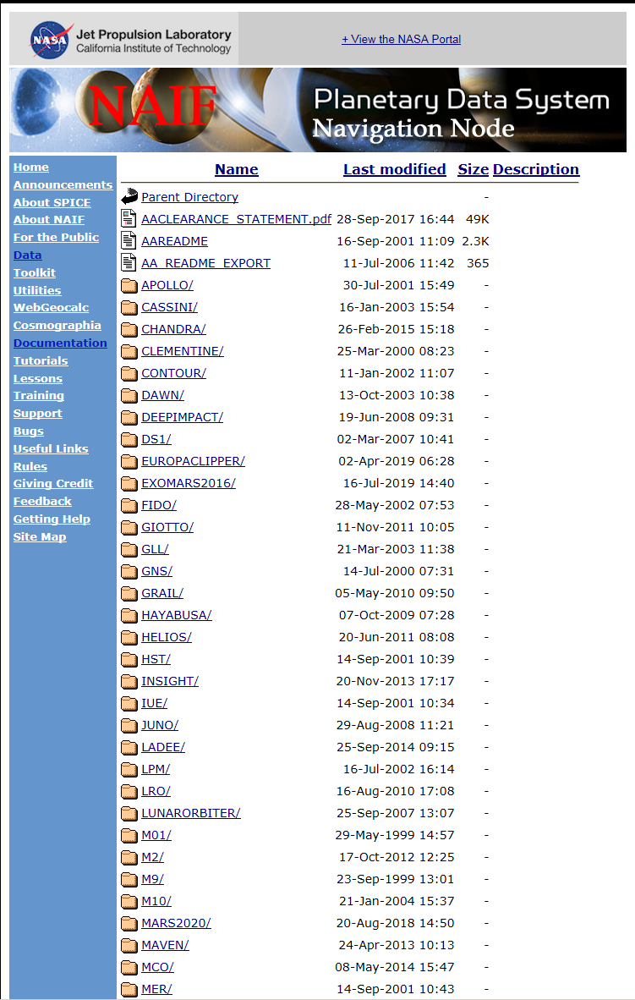 Jet Propulsion Laboratory
California Institute of Technology
+ View the NASA Portal
NASA
NAIF
Planetary Data System
Navigation Node
Home
Announcements
About SPICE
About NAIF
For the Public
Data
Toolkit
Utilities
WebGeocalc
Cosmographia
Documentation
Tutorials
Lessons
Training
Support
Bugs
Useful Links
Rules
Giving Credit
Feedback
Getting Help
Site Map
Name Last modified Size Description
Parent Directory -
AACLEARANCE_STATEMENT.pdf 28-Sep-2017 16:44 49K
AAREADME 16-Sep-2001 11:09 2.3K
AA_README_EXPORT 11-Jul-2006 11:42 365
APOLLO/ 30-Jul-2001 15:49 -
CASSINI/ 16-Jan-2003 15:54 -
CHANDRA/ 26-Feb-2015 15:18 -
CLEMENTINE/ 25-Mar-2000 08:23 -
CONTOUR/ 11-Jan-2002 11:07 -
DAWN/ 13-Oct-2003 10:38 -
DEEPIMPACT/ 19-Jun-2008 09:31 -
DS1/ 02-Mar-2007 10:41 -
EUROPACLIPPER/ 02-Apr-2019 06:28 -
EXOMARS2016/ 16-Jul-2019 14:40 -
FIDO/ 28-May-2002 07:53 -
GIOTTO/ 11-Nov-2011 10:05 -
GLL/ 21-Mar-2003 11:38 -
GNS/ 14-Jul-2000 07:31 -
GRAIL/ 05-May-2010 09:50 -
HAYABUSA/ 07-Oct-2009 07:28 -
HELIOS/ 20-Jun-2011 08:08 -
HST/ 14-Sep-2001 10:39 -
INSIGHT/ 20-Nov-2013 17:17 -
IUE/ 14-Sep-2001 10:34 -
JUNO/ 29-Aug-2008 11:21 -
LADEE/ 25-Sep-2014 09:15 -
LPM/ 16-Jul-2002 16:14 -
LRO/ 16-Aug-2010 17:08 -
LUNARORBITER/ 25-Sep-2007 13:07 -
M01/ 29-May-1999 14:57 -
M2/ 17-Oct-2012 12:25 -
M9/ 23-Sep-1999 13:01 -
M10/ 21-Jan-2004 15:37 -
MARS2020/ 20-Aug-2018 14:50 -
MAVEN/ 24-Apr-2013 10:13 -
MCO/ 08-May-2014 15:47 -
MER/ 14-Sep-2001 10:43 -